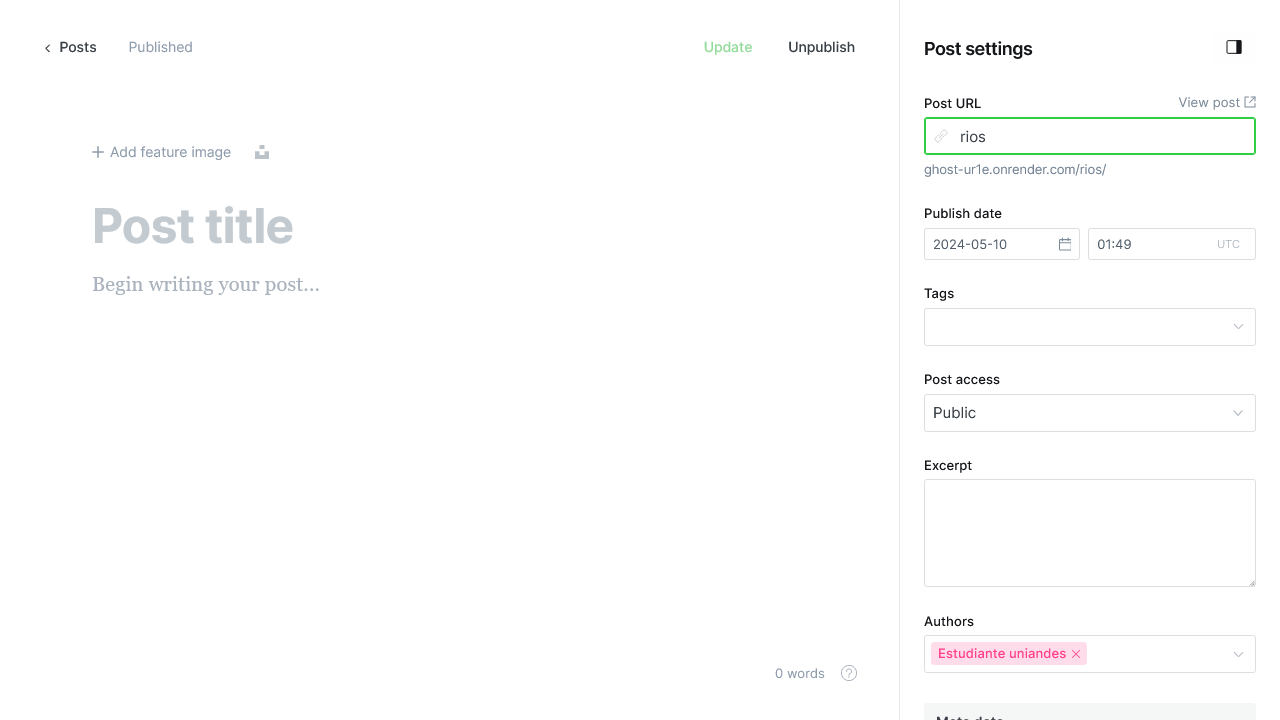 Posts
Published
Update
Unpublish
Add feature image
Post title
Begin writing your post...
0 words
?
Post settings
Post URL
View post
rios
ghost-ur1e.onrender.com/rios/
Publish date
2024-05-10
01:49
UTC
Tags
Post access
Public
Excerpt
Authors
Estudiante uniandes
Meta data